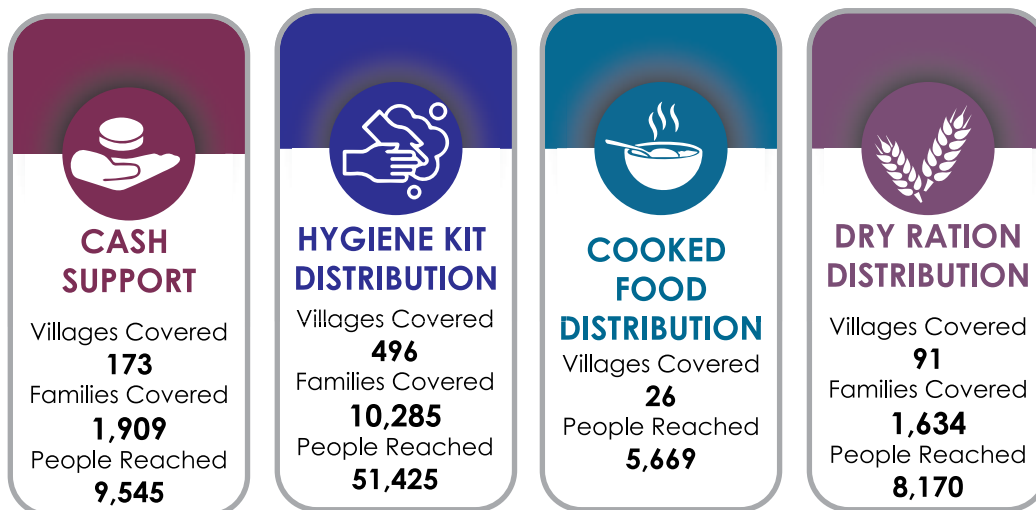 CASH
SUPPORT
Villages Covered
173
Families Covered
1,909
People Reached
9,545
HYGIENE KIT
DISTRIBUTION
Villages Covered
496
Families Covered
10,285
People Reached
51,425
COOKED
FOOD
DISTRIBUTION
Villages Covered
26
People Reached
5,669
DRY RATION
DISTRIBUTION
Villages Covered
91
Families Covered
1,634
People Reached
8,170